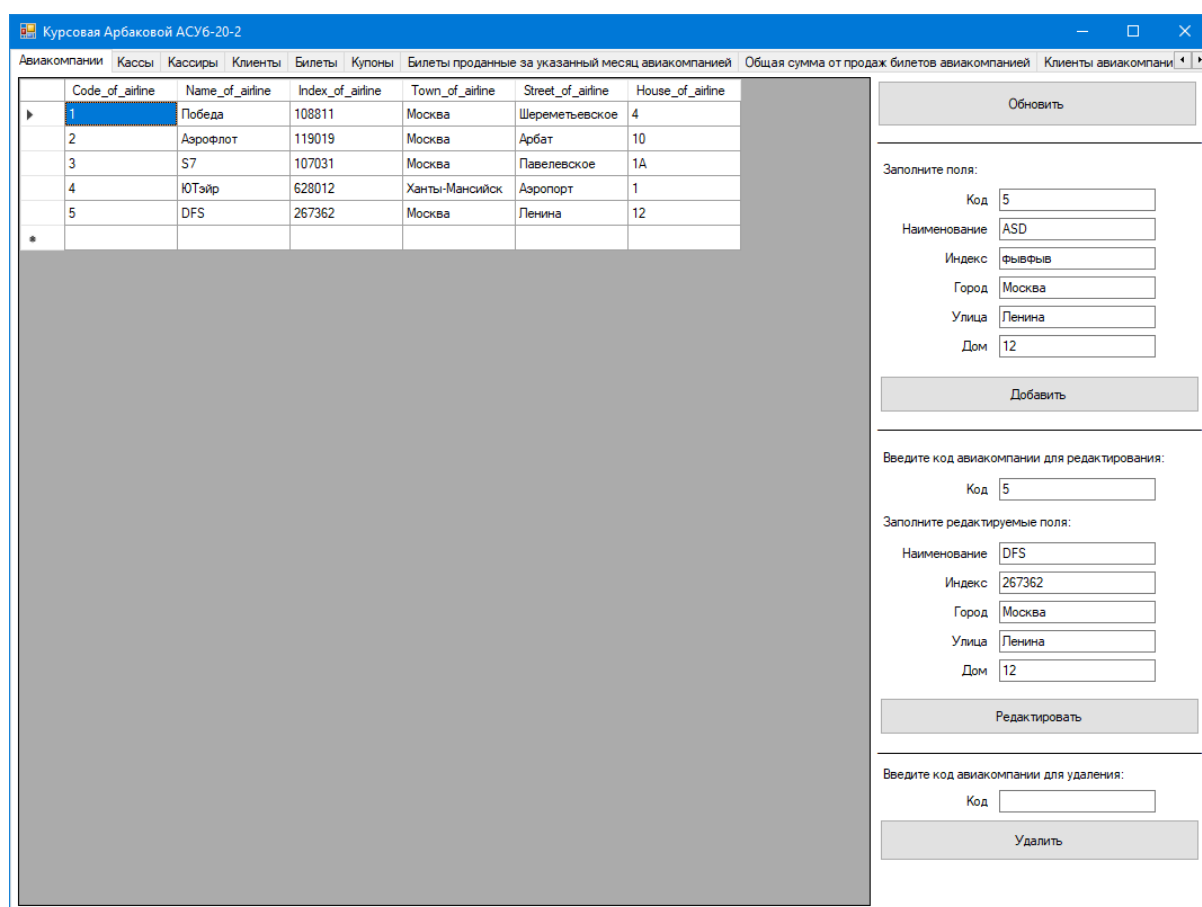 Курсовая Арбаковой АСУб-20-2
Авиакомпании Кассы Кассиры Клиенты Билеты Купоны Билеты проданные за указанный месяц авиакомпанией Общая сумма от продаж билетов авиакомпанией Клиенты авиакомпани
Code_of_airline Name_of_airline Index_of_airline Town_of_airline Street_of_airline House_of_airline
1 Победа 108811 Москва Шереметьевское 4
2 Аэрофлот 119019 Москва Арбат 10
3 S7 107031 Москва Павелевское 1А
4 ЮТэйр 628012 Ханты-Мансийск Аэропорт 1
5 DFS 267362 Москва Ленина 12
Обновить
Заполните поля:
Код 5
Наименование ASD
Индекс фывфыв
Город Москва
Улица Ленина
Дом 12
Добавить
Введите код авиакомпании для редактирования:
Код 5
Заполните редактируемые поля:
Наименование DFS
Индекс 267362
Город Москва
Улица Ленина
Дом 12
Редактировать
Введите код авиакомпании для удаления:
Код
Удалить